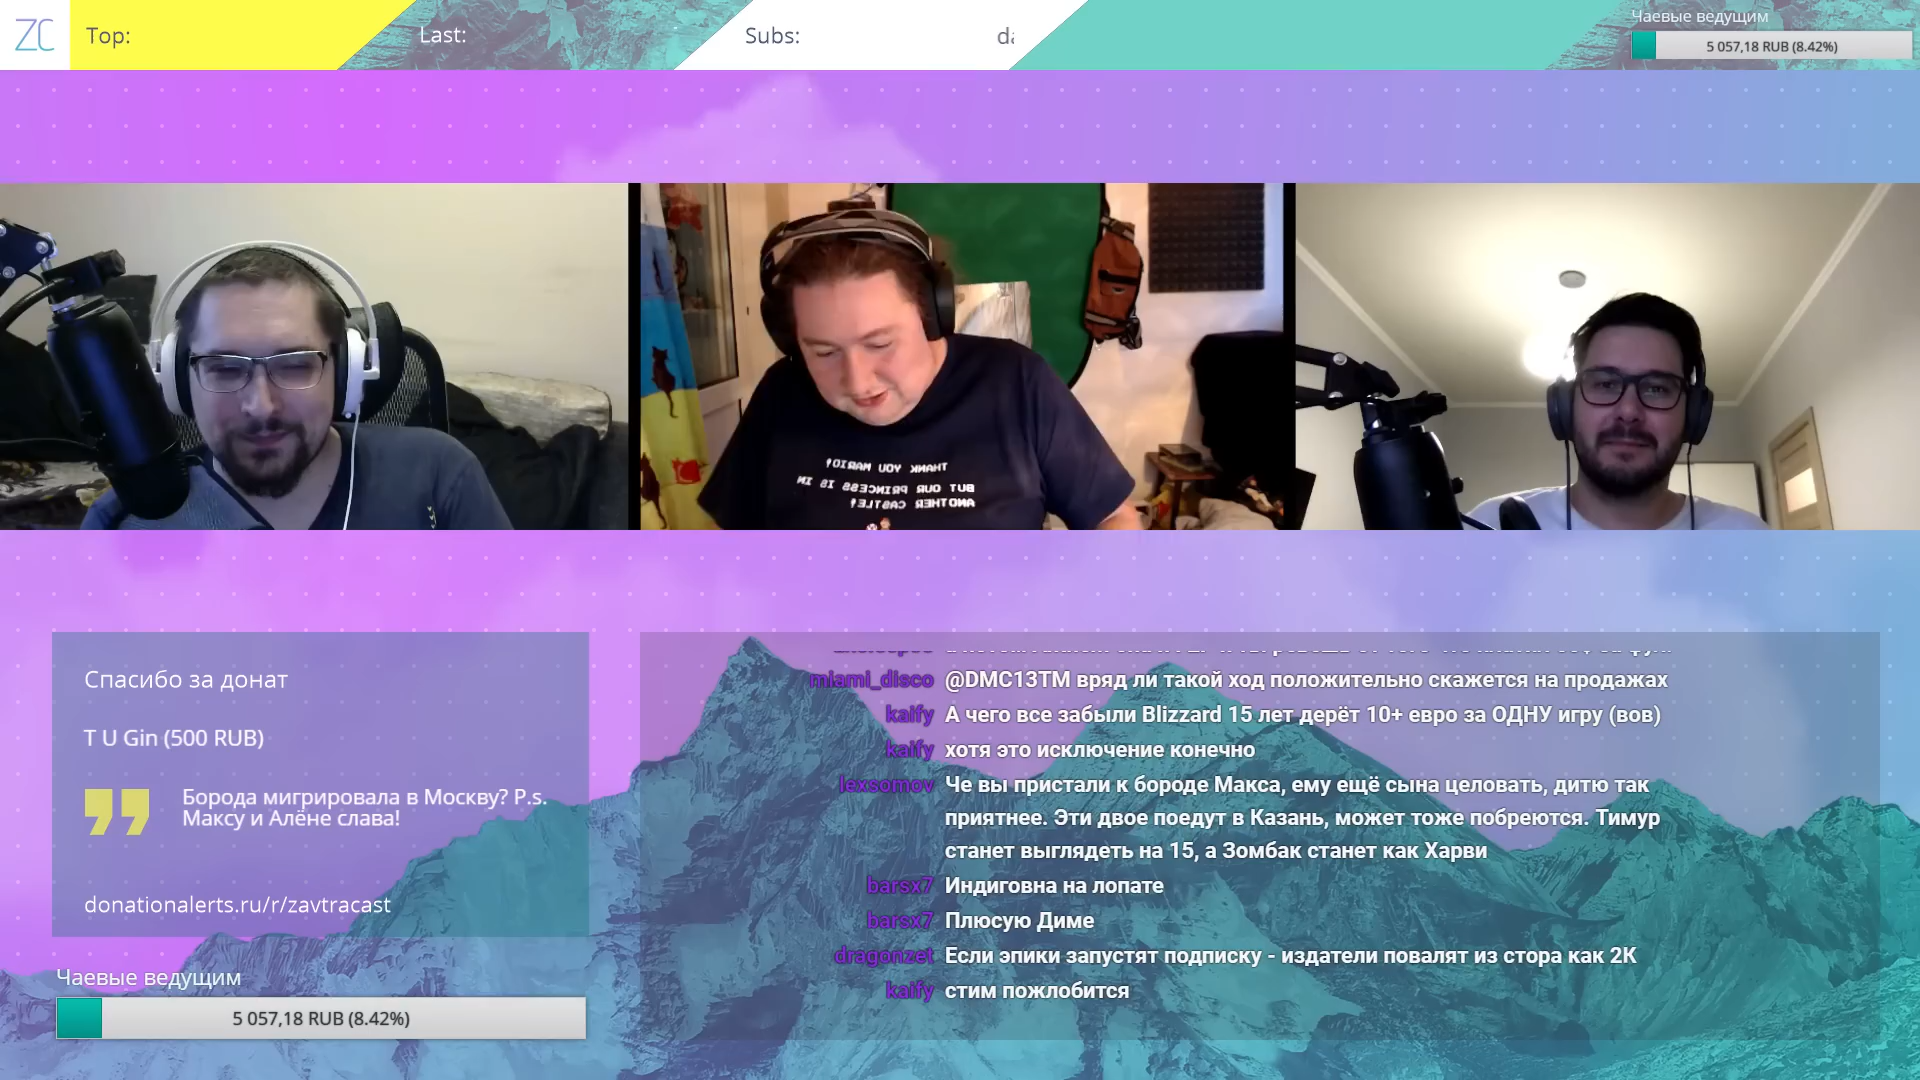 ZC
Top:
Last:
Subs:
Чаевые ведущим
5 057,18 RUB (8.42%)
THANK YOU MARIO!
BUT OUR PRINCESS IS IN
ANOTHER CASTLE!
Спасибо за донат
T U Gin (500 RUB)
Борода мигрировала в Москву? P.s.
Максу и Алёне слава!
donationalerts.ru/r/zavtracast
Чаевые ведущим
5 057,18 RUB (8.42%)
miami_disco @DMC13TM вряд ли такой ход положительно скажется на продажах
kaify А чего все забыли Blizzard 15 лет дерёт 10+ евро за ОДНУ игру (вов)
kaify хотя это исключение конечно
lexsomov Че вы пристали к бороде Макса, ему ещё сына целовать, дитю так
приятнее. Эти двое поедут в Казань, может тоже побреются. Тимур
станет выглядеть на 15, а Зомбак станет как Харви
barsx7 Индиговна на лопате
barsx7 Плюсую Диме
dragonzet Если эпики запустят подписку - издатели повалят из стора как 2К
kaify стим пожлобится